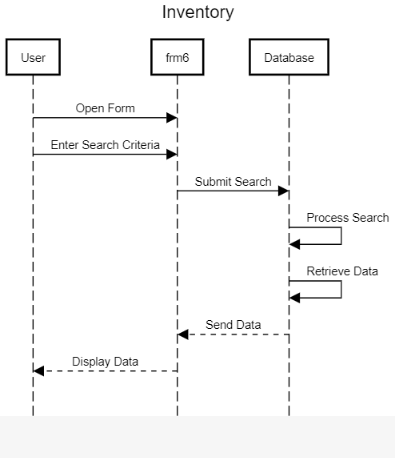 Inventory
User
frm6
Database
Open Form
Enter Search Criteria
Submit Search
Process Search
Retrieve Data
Send Data
Display Data